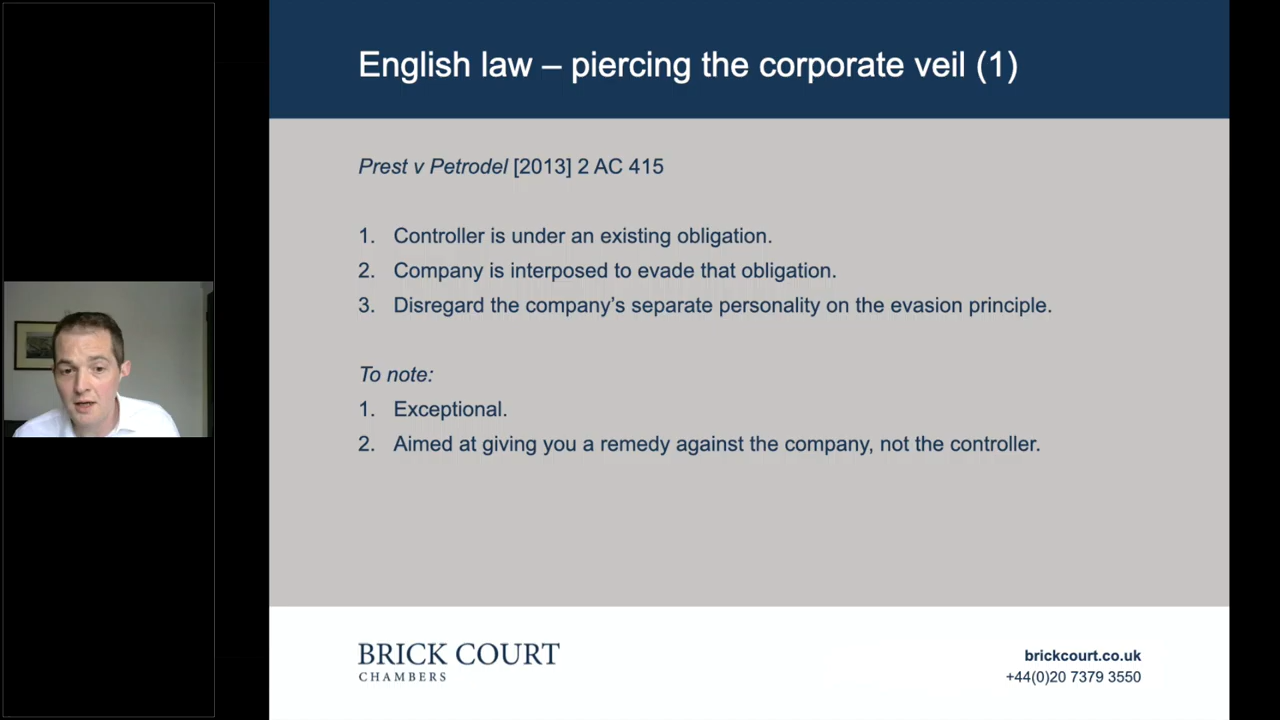 English law – piercing the corporate veil (1)
Prest v Petrodel [2013] 2 AC 415
1. Controller is under an existing obligation.
2. Company is interposed to evade that obligation.
3. Disregard the company’s separate personality on the evasion principle.
To note:
1. Exceptional.
2. Aimed at giving you a remedy against the company, not the controller.
BRICK COURT
CHAMBERS
brickcourt.co.uk
+44(0)20 7379 3550